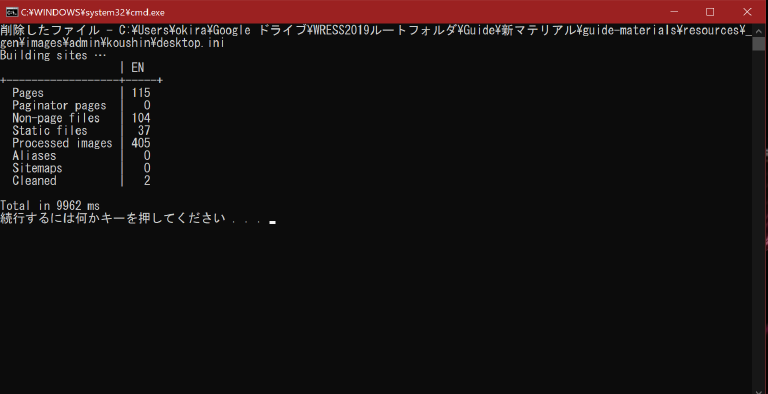 C:¥WINDOWS¥system32¥cmd.exe
削除したファイル - C:¥Users¥okira¥Google ドライブ¥WRESS2019ルートフォルダ¥Guide¥新マテリアル¥guide-materials¥resources¥_
gen¥images¥admin¥koushin¥desktop.ini
Building sites …
| EN
+------------------+-----+
Pages | 115
Paginator pages | 0
Non-page files | 104
Static files | 37
Processed images | 405
Aliases | 0
Sitemaps | 0
Cleaned | 2
Total in 9962 ms
続行するには何かキーを押してください . . .